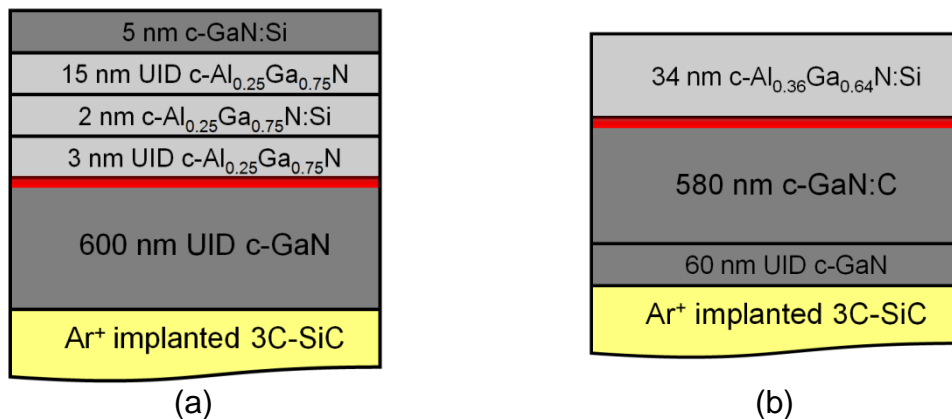 5 nm c-GaN:Si
15 nm UID c-Al₀.₂₅Ga₀.₇₅N
2 nm c-Al₀.₂₅Ga₀.₇₅N:Si
3 nm UID c-Al₀.₂₅Ga₀.₇₅N
600 nm UID c-GaN
Ar⁺ implanted 3C-SiC
(a)
34 nm c-Al₀.₃₆Ga₀.₆₄N:Si
580 nm c-GaN:C
60 nm UID c-GaN
Ar⁺ implanted 3C-SiC
(b)